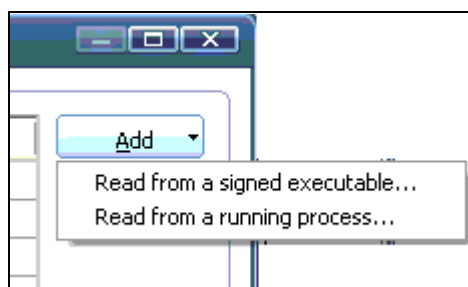 Add
Read from a signed executable...
Read from a running process...